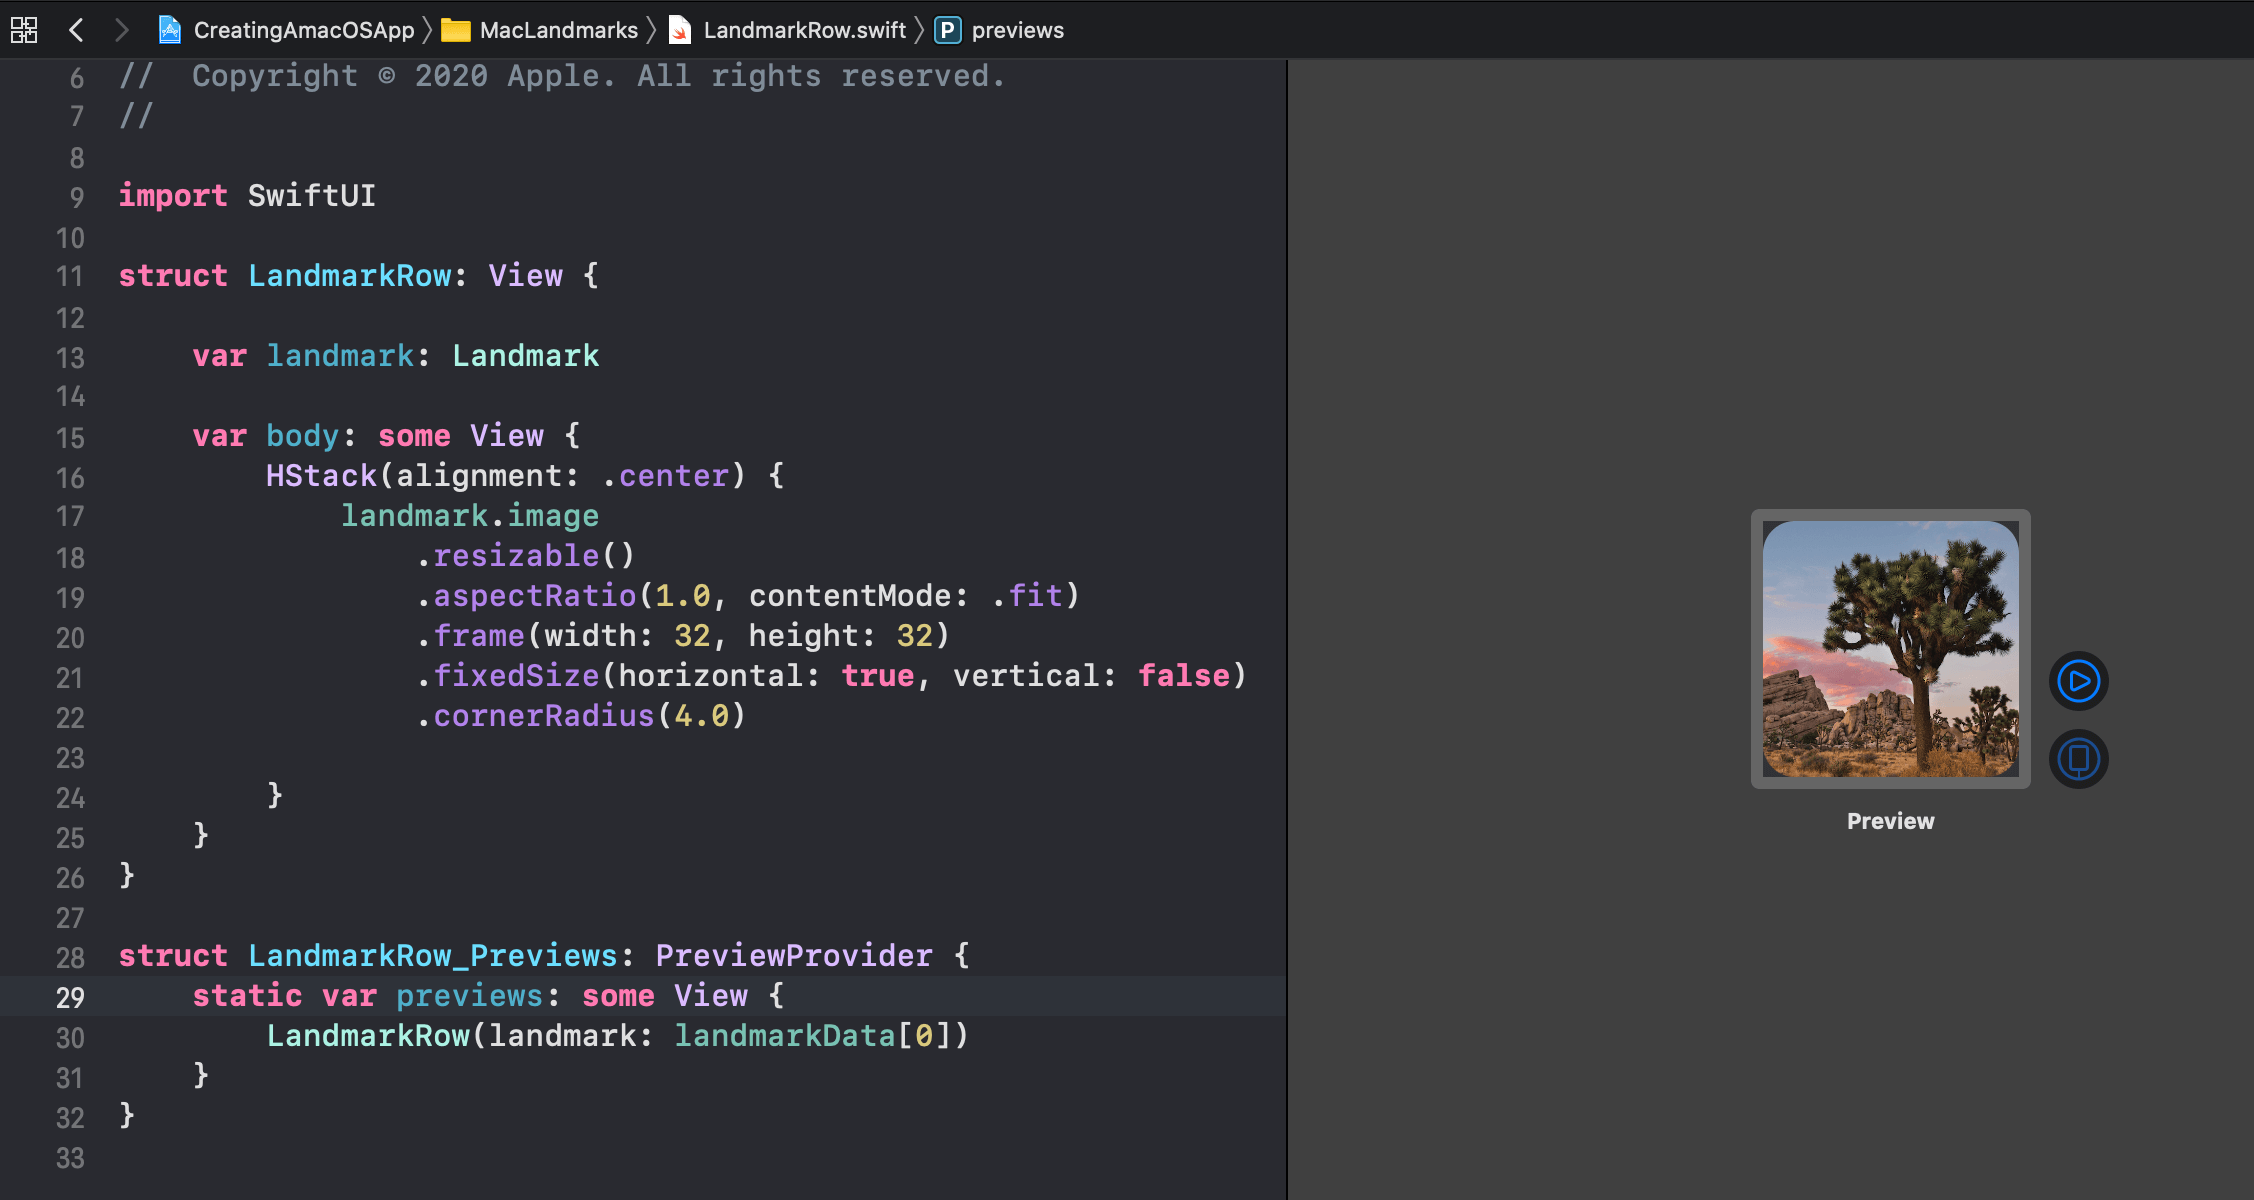 CreatingAmacOSApp 〉 MacLandmarks 〉 LandmarkRow.swift 〉 P previews
6 //  Copyright © 2020 Apple. All rights reserved.
7 //
8
9 import SwiftUI
10
11 struct LandmarkRow: View {
12
13     var landmark: Landmark
14
15     var body: some View {
16         HStack(alignment: .center) {
17             landmark.image
18                 .resizable()
19                 .aspectRatio(1.0, contentMode: .fit)
20                 .frame(width: 32, height: 32)
21                 .fixedSize(horizontal: true, vertical: false)
22                 .cornerRadius(4.0)
23
24         }
25     }
26 }
27
28 struct LandmarkRow_Previews: PreviewProvider {
29     static var previews: some View {
30         LandmarkRow(landmark: landmarkData[0])
31     }
32 }
33
Preview